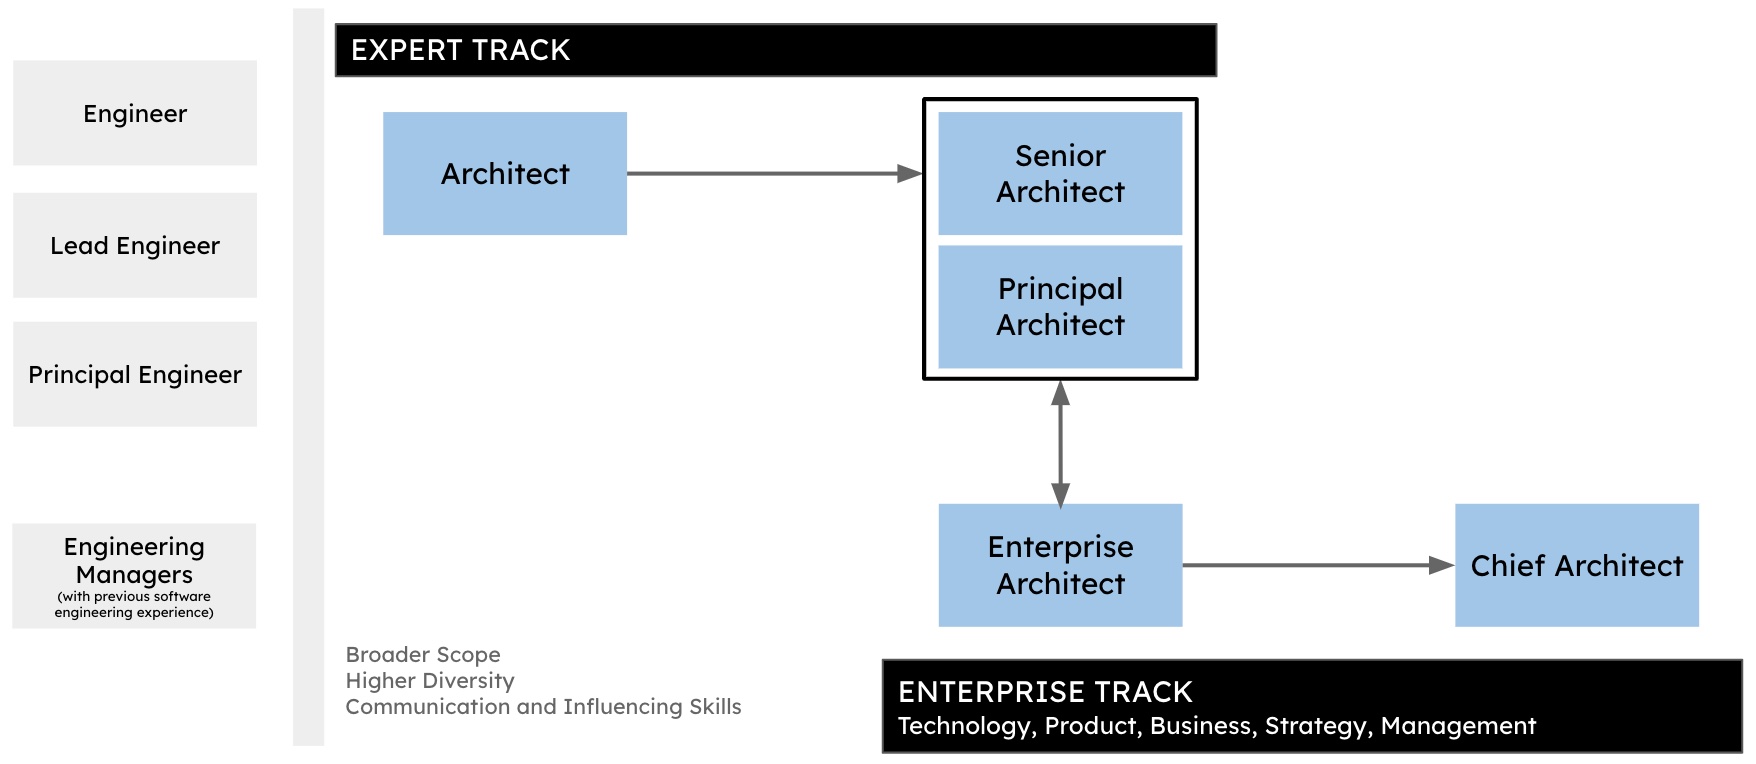 Engineer
Lead Engineer
Principal Engineer
Engineering
Managers
(with previous software
engineering experience)
EXPERT TRACK
Architect
Senior
Architect
Principal
Architect
Enterprise
Architect
Chief Architect
Broader Scope
Higher Diversity
Communication and Influencing Skills
ENTERPRISE TRACK
Technology, Product, Business, Strategy, Management